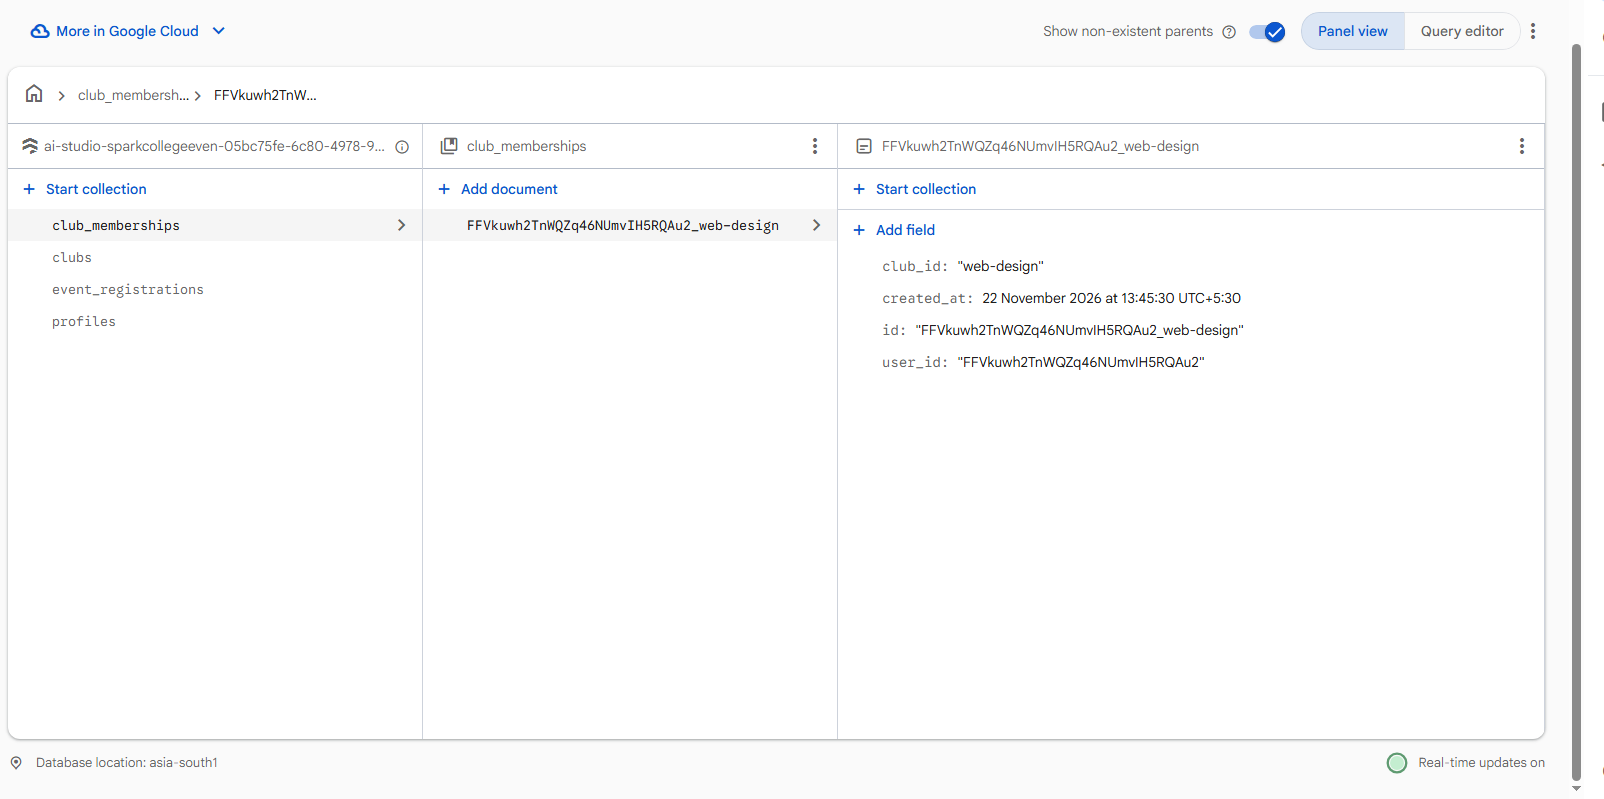 More in Google Cloud
Show non-existent parents
Panel view
Query editor
club_membersh...
FFVkuwh2TnW...
ai-studio-sparkcollegeeven-05bc75fe-6c80-4978-9...
club_memberships
FFVkuwh2TnWQZq46NUmvIH5RQAu2_web-design
+ Start collection
+ Add document
+ Start collection
club_memberships
clubs
event_registrations
profiles
FFVkuwh2TnWQZq46NUmvIH5RQAu2_web-design
+ Add field
club_id: "web-design"
created_at: 22 November 2026 at 13:45:30 UTC+5:30
id: "FFVkuwh2TnWQZq46NUmvIH5RQAu2_web-design"
user_id: "FFVkuwh2TnWQZq46NUmvIH5RQAu2"
Database location: asia-south1
Real-time updates on